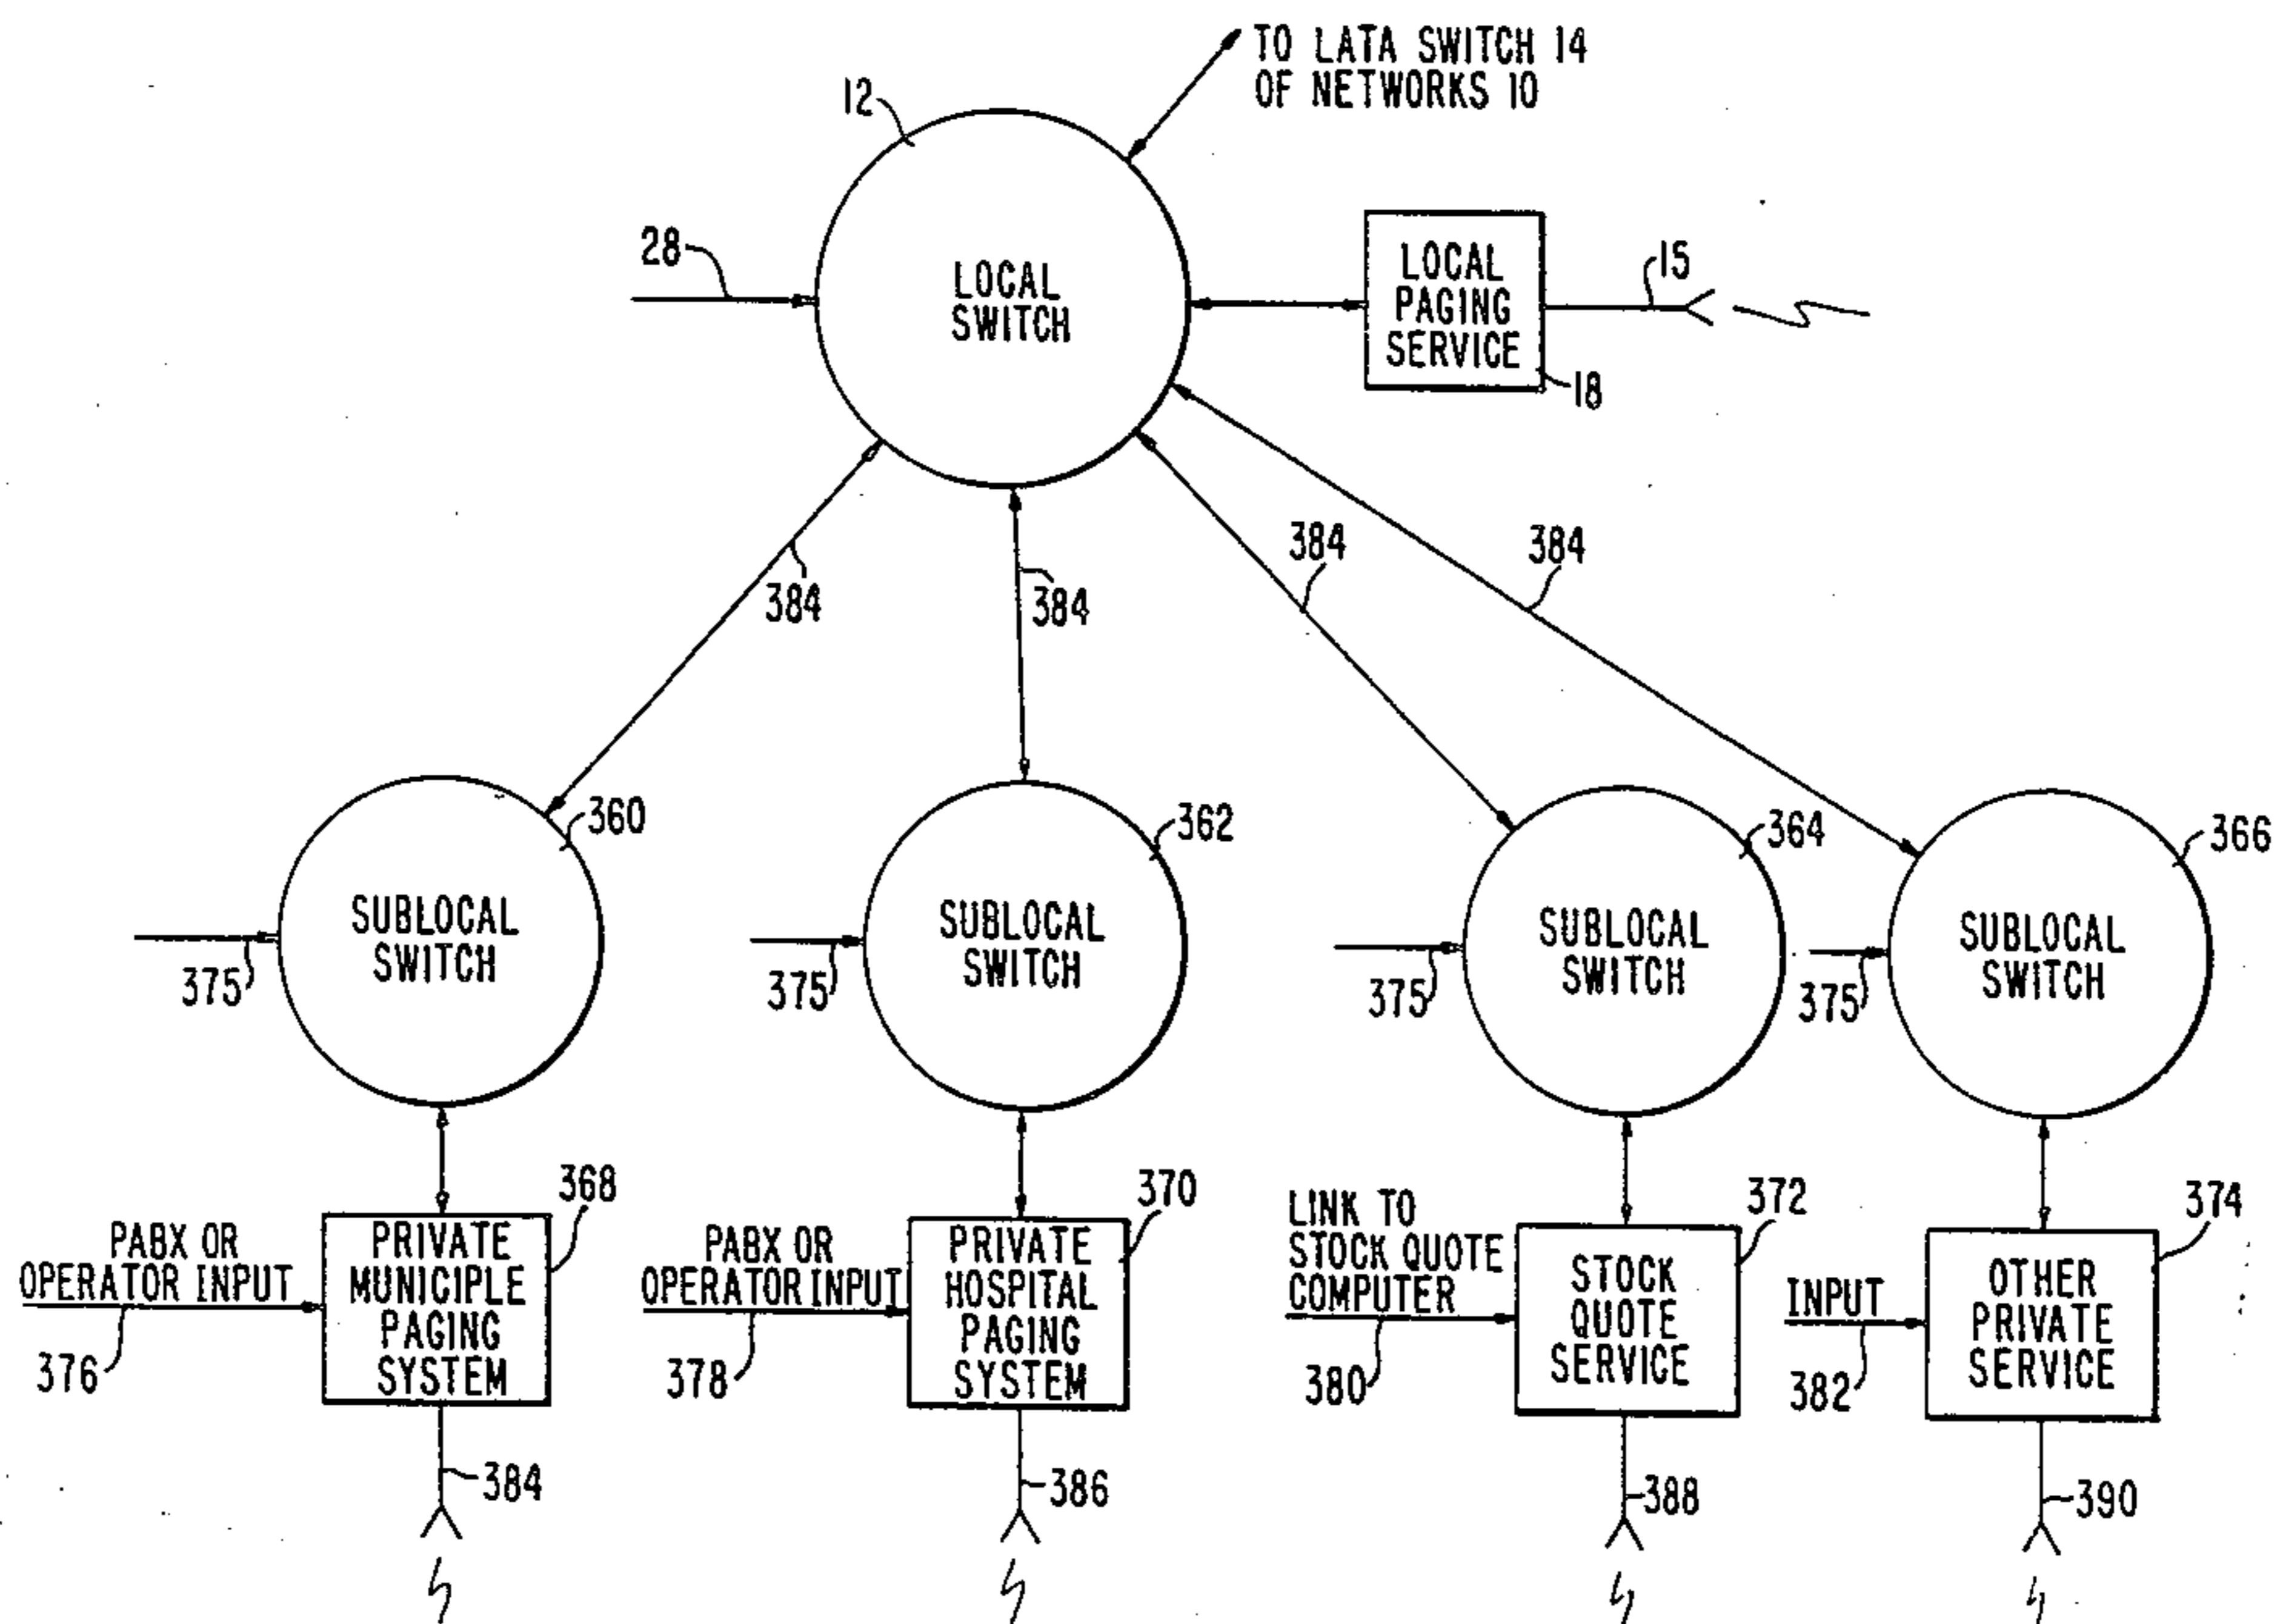 TO LATA SWITCH 14
OF NETWORKS 10
12
28
LOCAL
SWITCH
LOCAL
PAGING
SERVICE
15
18
384
384
384
384
360
362
364
366
SUBLOCAL
SWITCH
SUBLOCAL
SWITCH
SUBLOCAL
SWITCH
SUBLOCAL
SWITCH
375
375
375
375
368
370
372
374
PABX OR
OPERATOR INPUT
376
PRIVATE
MUNICIPLE
PAGING
SYSTEM
PABX OR
OPERATOR INPUT
378
PRIVATE
HOSPITAL
PAGING
SYSTEM
LINK TO
STOCK QUOTE
COMPUTER
380
STOCK
QUOTE
SERVICE
INPUT
382
OTHER
PRIVATE
SERVICE
384
386
388
390